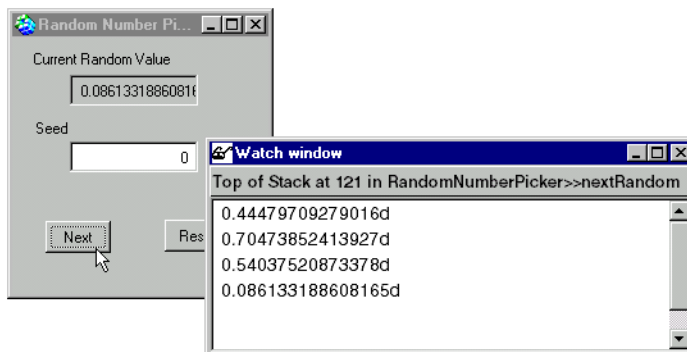 Random Number Pi...
Current Random Value
0.0861331886081
Seed
0
Next
Res
Watch window
Top of Stack at 121 in RandomNumberPicker>>nextRandom
0.44479709279016d
0.70473852413927d
0.54037520873378d
0.086133188608165d